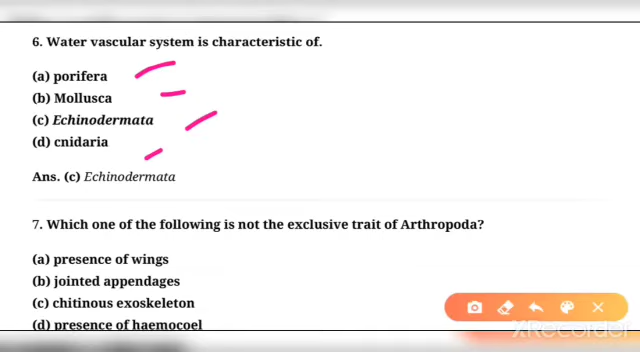 6. Water vascular system is characteristic of.
(a) porifera
(b) Mollusca
(c) Echinodermata
(d) cnidaria
Ans. (c) Echinodermata
7. Which one of the following is not the exclusive trait of Arthropoda?
(a) presence of wings
(b) jointed appendages
(c) chitinous exoskeleton
(d) presence of haemocoel
XRecorder